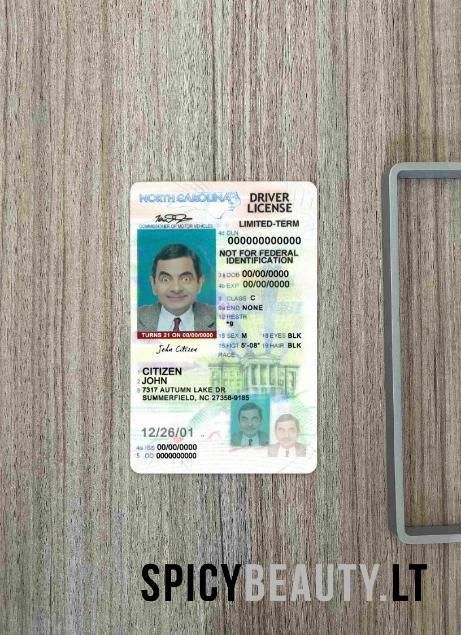 NORTH CAROLINA
DRIVER
LICENSE
COMMISSIONER OF MOTOR VEHICLES
LIMITED-TERM
4d DLN
000000000000
NOT FOR FEDERAL
IDENTIFICATION
3 DOB 00/00/0000
4b EXP 00/00/0000
9 CLASS C
9a END NONE
12 RESTR
*9
15 SEX M 18 EYES BLK
16 HGT 5'-08" 19 HAIR BLK
RACE
TURNS 21 ON 00/00/0000
John Citizen
1 CITIZEN
2 JOHN
8 7317 AUTUMN LAKE DR
SUMMERFIELD, NC 27358-9185
12/26/01
4a ISS 00/00/0000
5 DD 0000000000
SPICYBEAUTY.LT